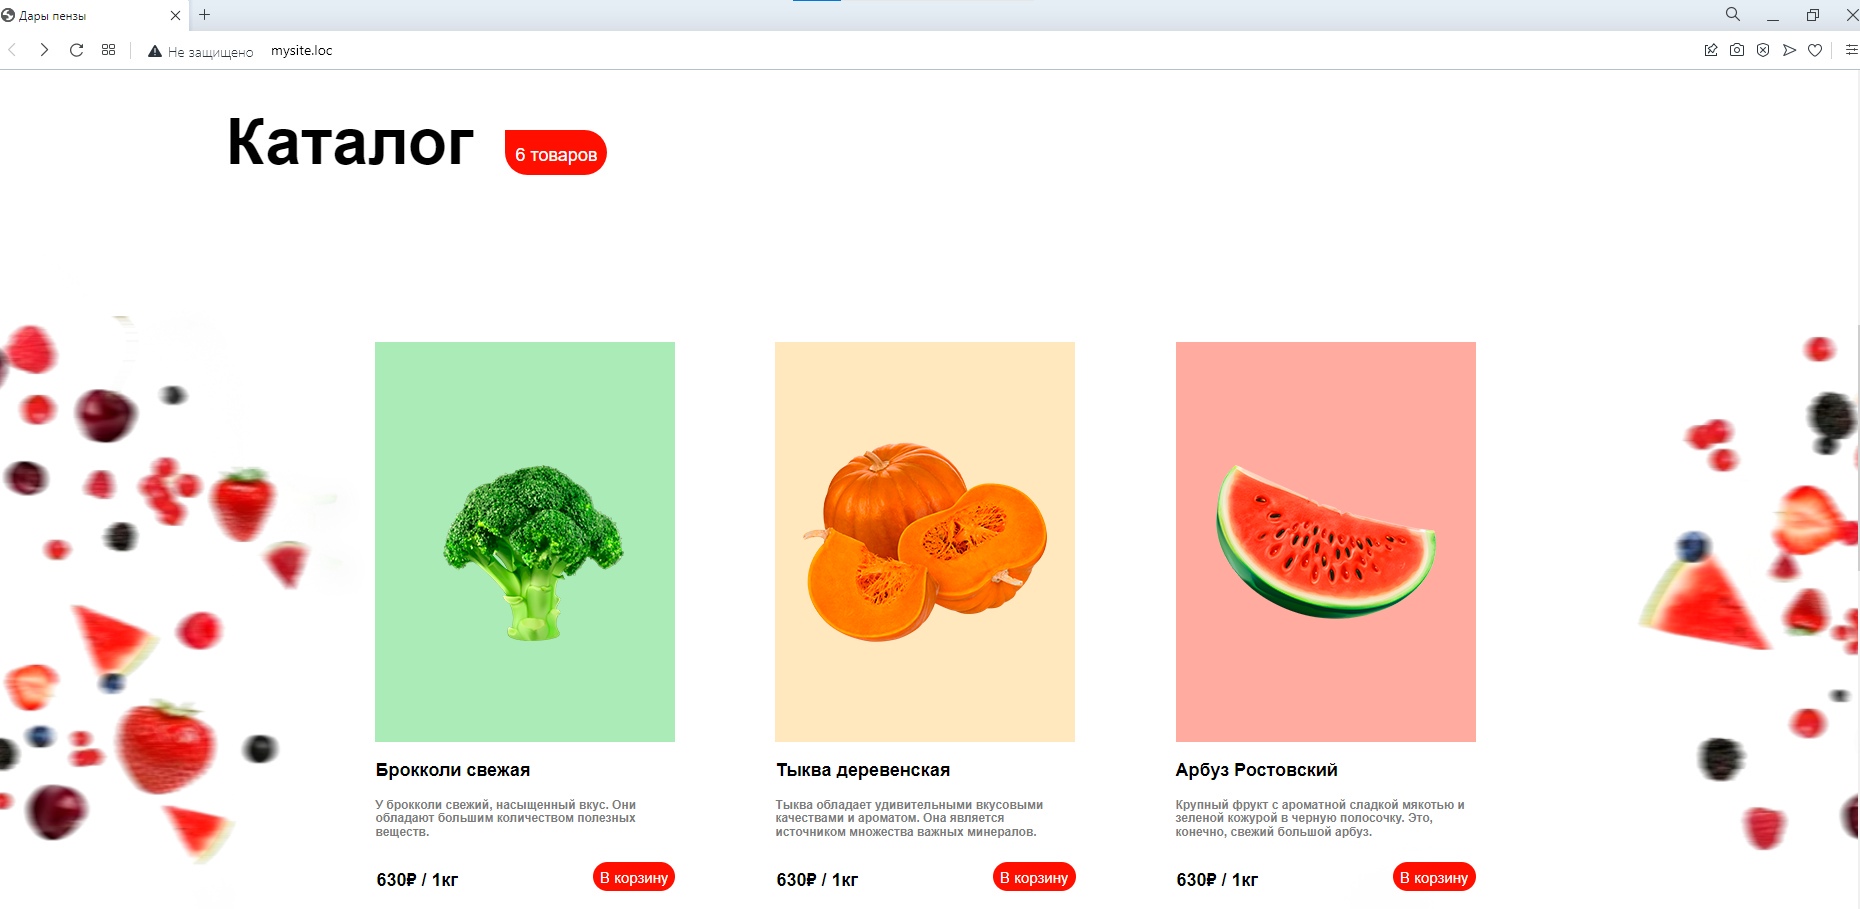 Дары пензы
Не защищено mysite.loc
Каталог
6 товаров
Брокколи свежая
У брокколи свежий, насыщенный вкус. Они
обладают большим количеством полезных
веществ.
630₽ / 1кг
В корзину
Тыква деревенская
Тыква обладает удивительными вкусовыми
качествами и ароматом. Она является
источником множества важных минералов.
630₽ / 1кг
В корзину
Арбуз Ростовский
Крупный фрукт с ароматной сладкой мякотью и
зеленой кожурой в черную полосочку. Это,
конечно, свежий большой арбуз.
630₽ / 1кг
В корзину